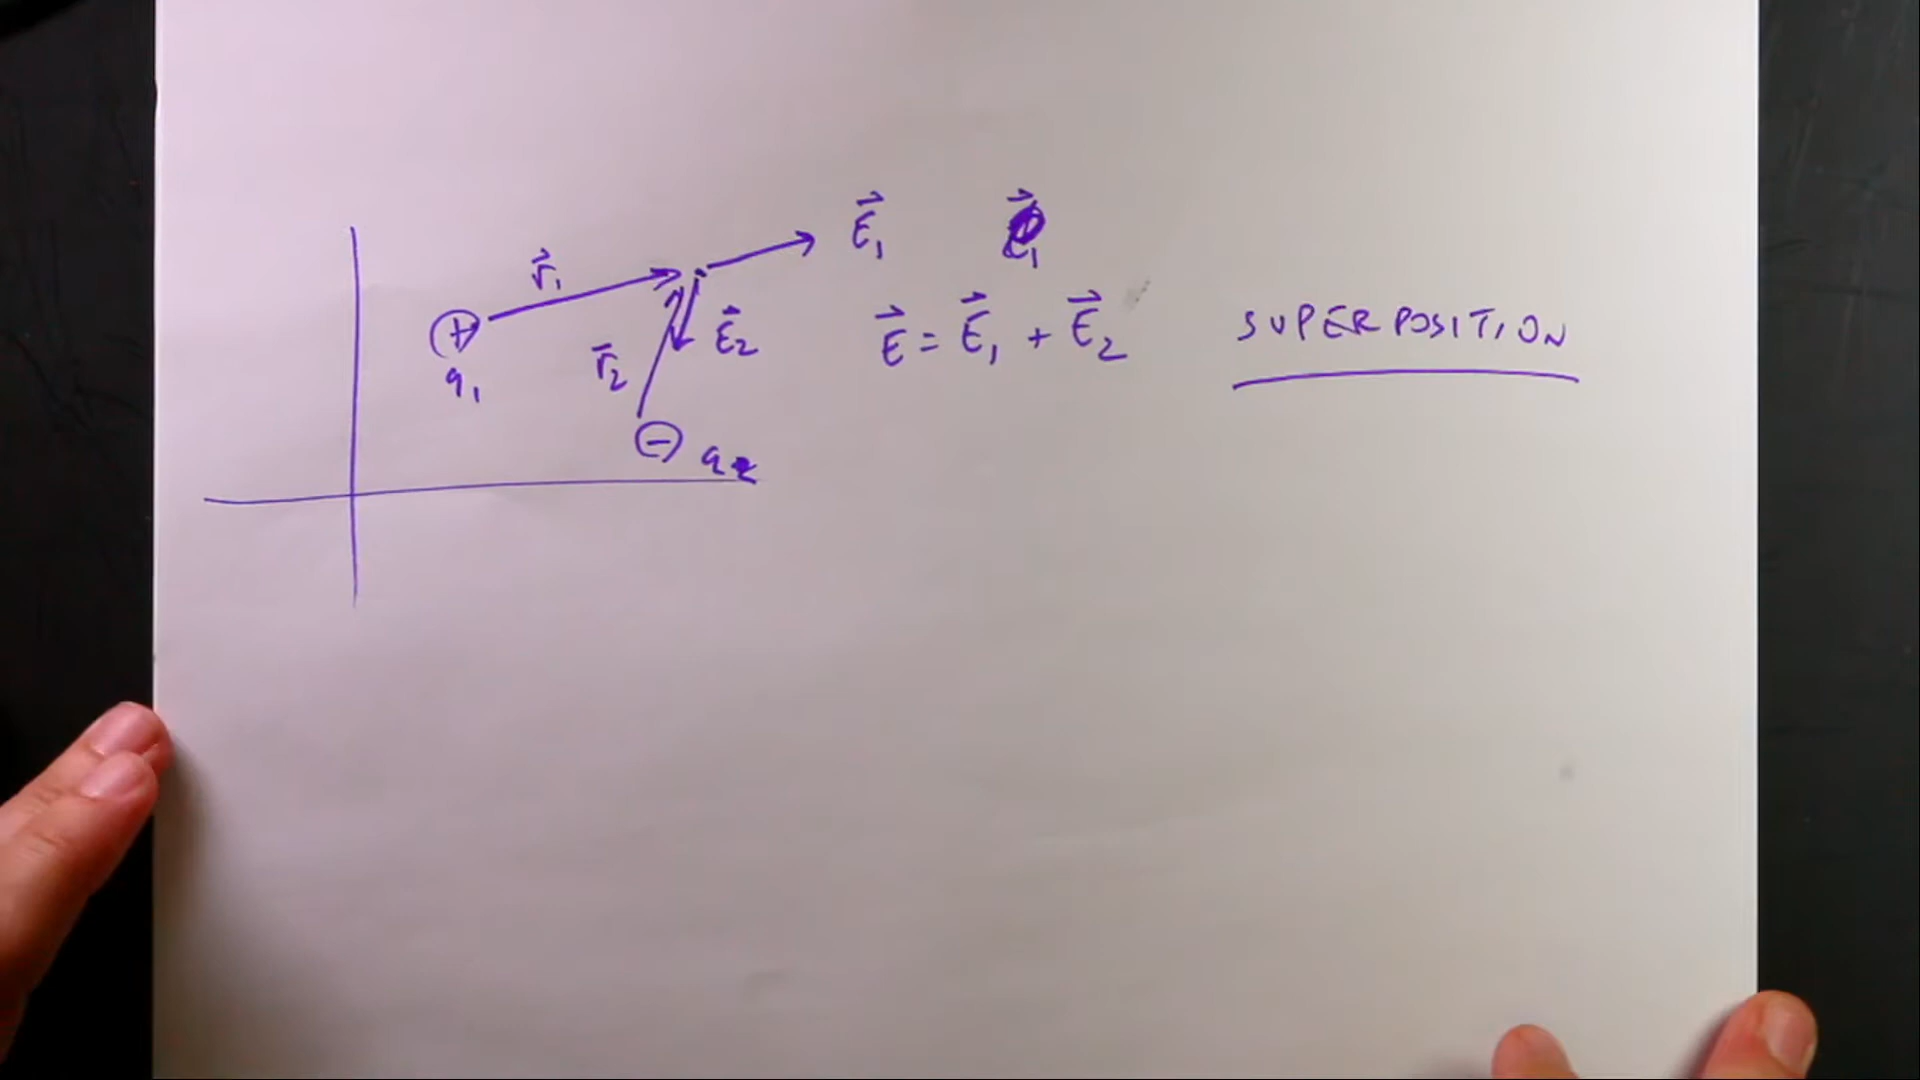 E⃗₁
r⃗₁
+
q₁
E⃗₂
r⃗₂
−
q₂
E⃗ = E⃗₁ + E⃗₂
SUPERPOSITION